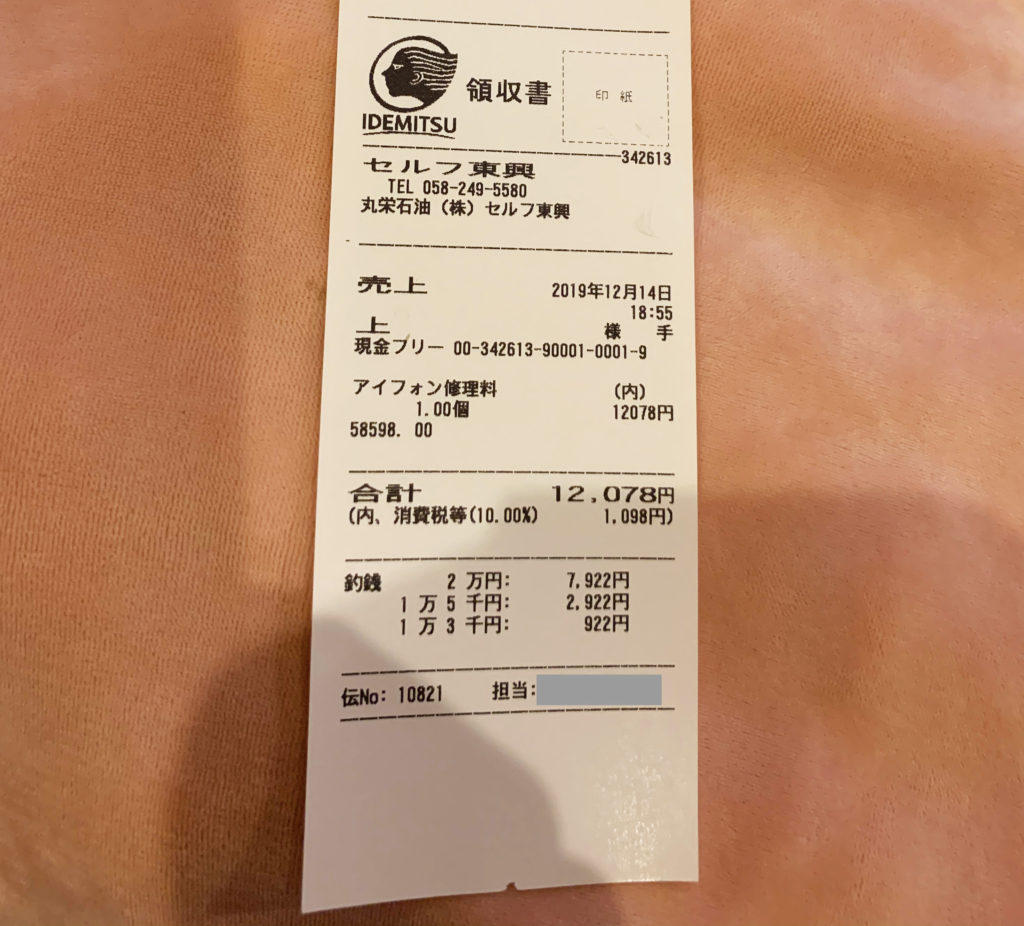 領収書
印 紙
IDEMITSU
342613
セルフ東興
TEL 058-249-5580
丸栄石油(株)セルフ東興
売上 2019年12月14日
18:55
上 様 手
現金フリー 00-342613-90001-0001-9
アイフォン修理料 (内)
1.00個 12078円
58598. 00
合計 12,078円
(内、消費税等(10.00%) 1,098円)
釣銭 2 万円: 7,922円
1 万 5 千円: 2,922円
1 万 3 千円: 922円
伝No: 10821 担当: